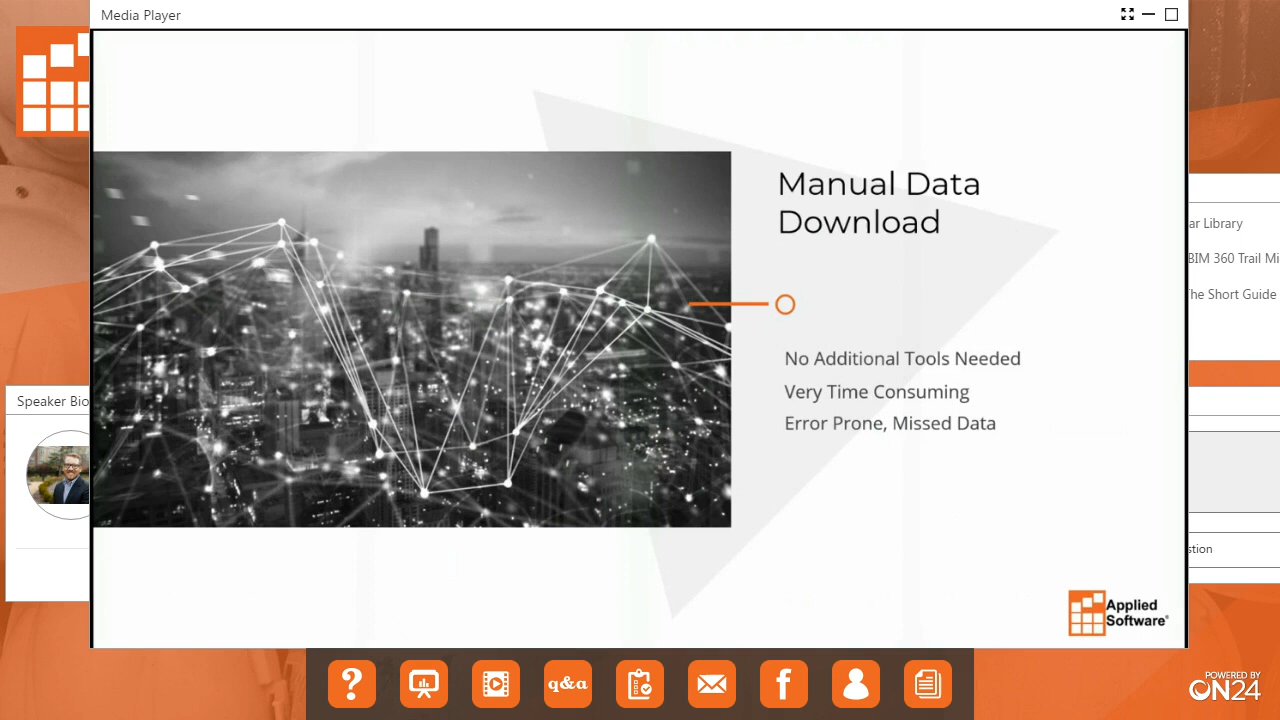 Media Player
Manual Data
Download
No Additional Tools Needed
Very Time Consuming
Error Prone, Missed Data
Applied
Software®
ar Library
BIM 360 Trail Mi
The Short Guide
Speaker Bio
stion
?
q&a
f
POWERED BY
ON24